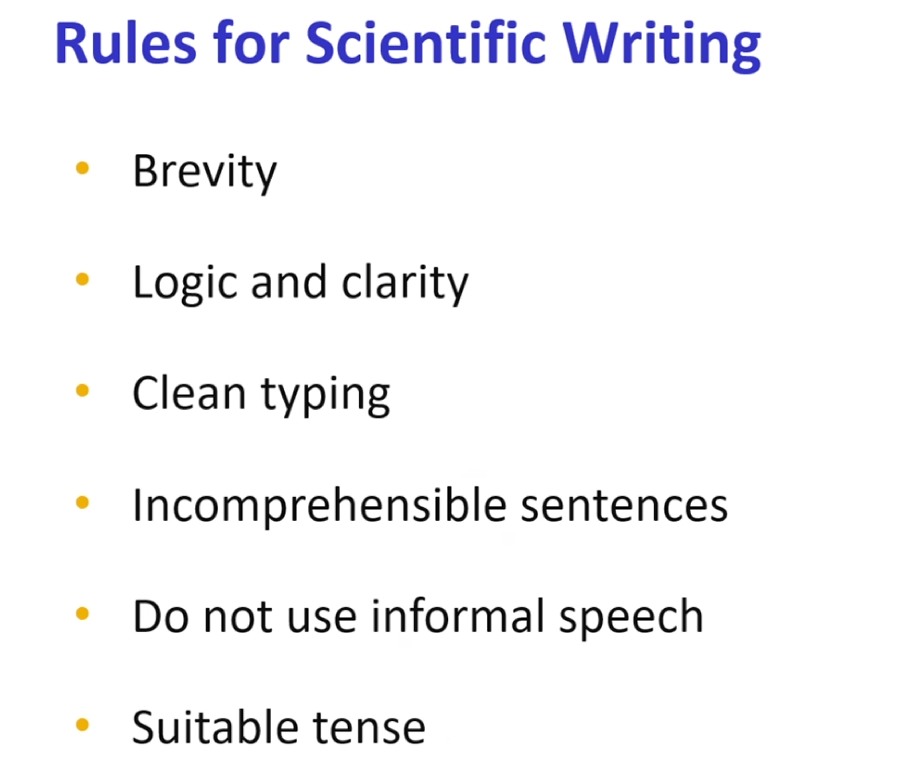 Rules for Scientific Writing
• Brevity
• Logic and clarity
• Clean typing
• Incomprehensible sentences
• Do not use informal speech
• Suitable tense